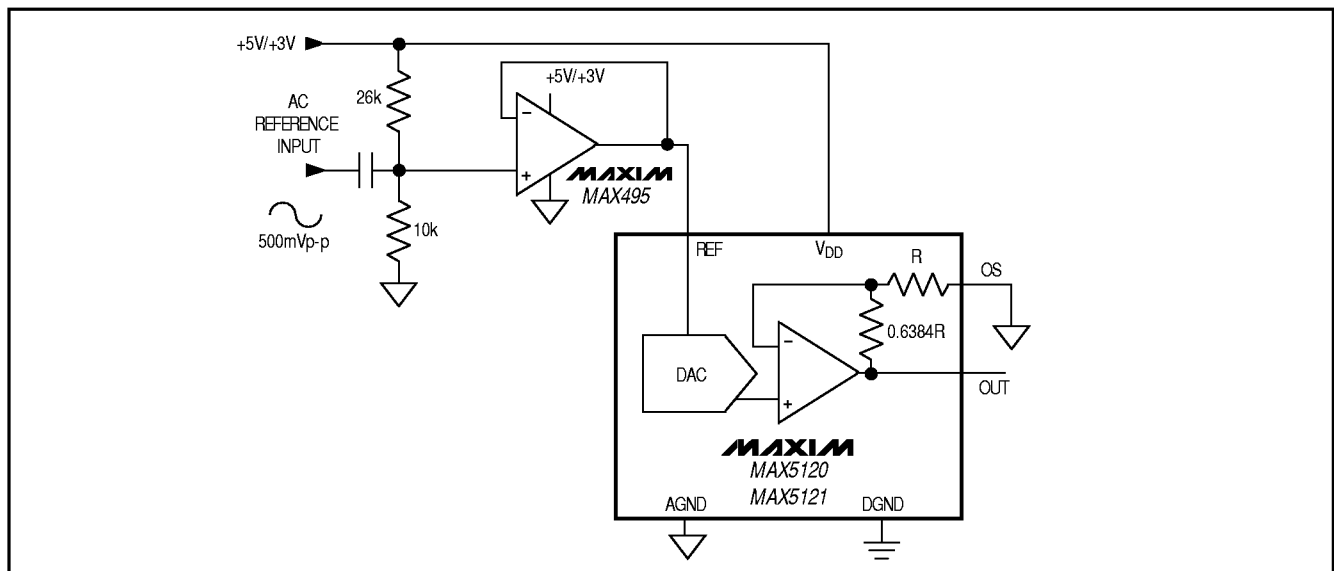 +5V/+3V
26k
+5V/+3V
AC
REFERENCE
INPUT
−
+
MAXIM
MAX495
500mVp-p
10k
REF
VDD
R
OS
0.6384R
−
DAC
+
OUT
MAXIM
MAX5120
MAX5121
AGND
DGND